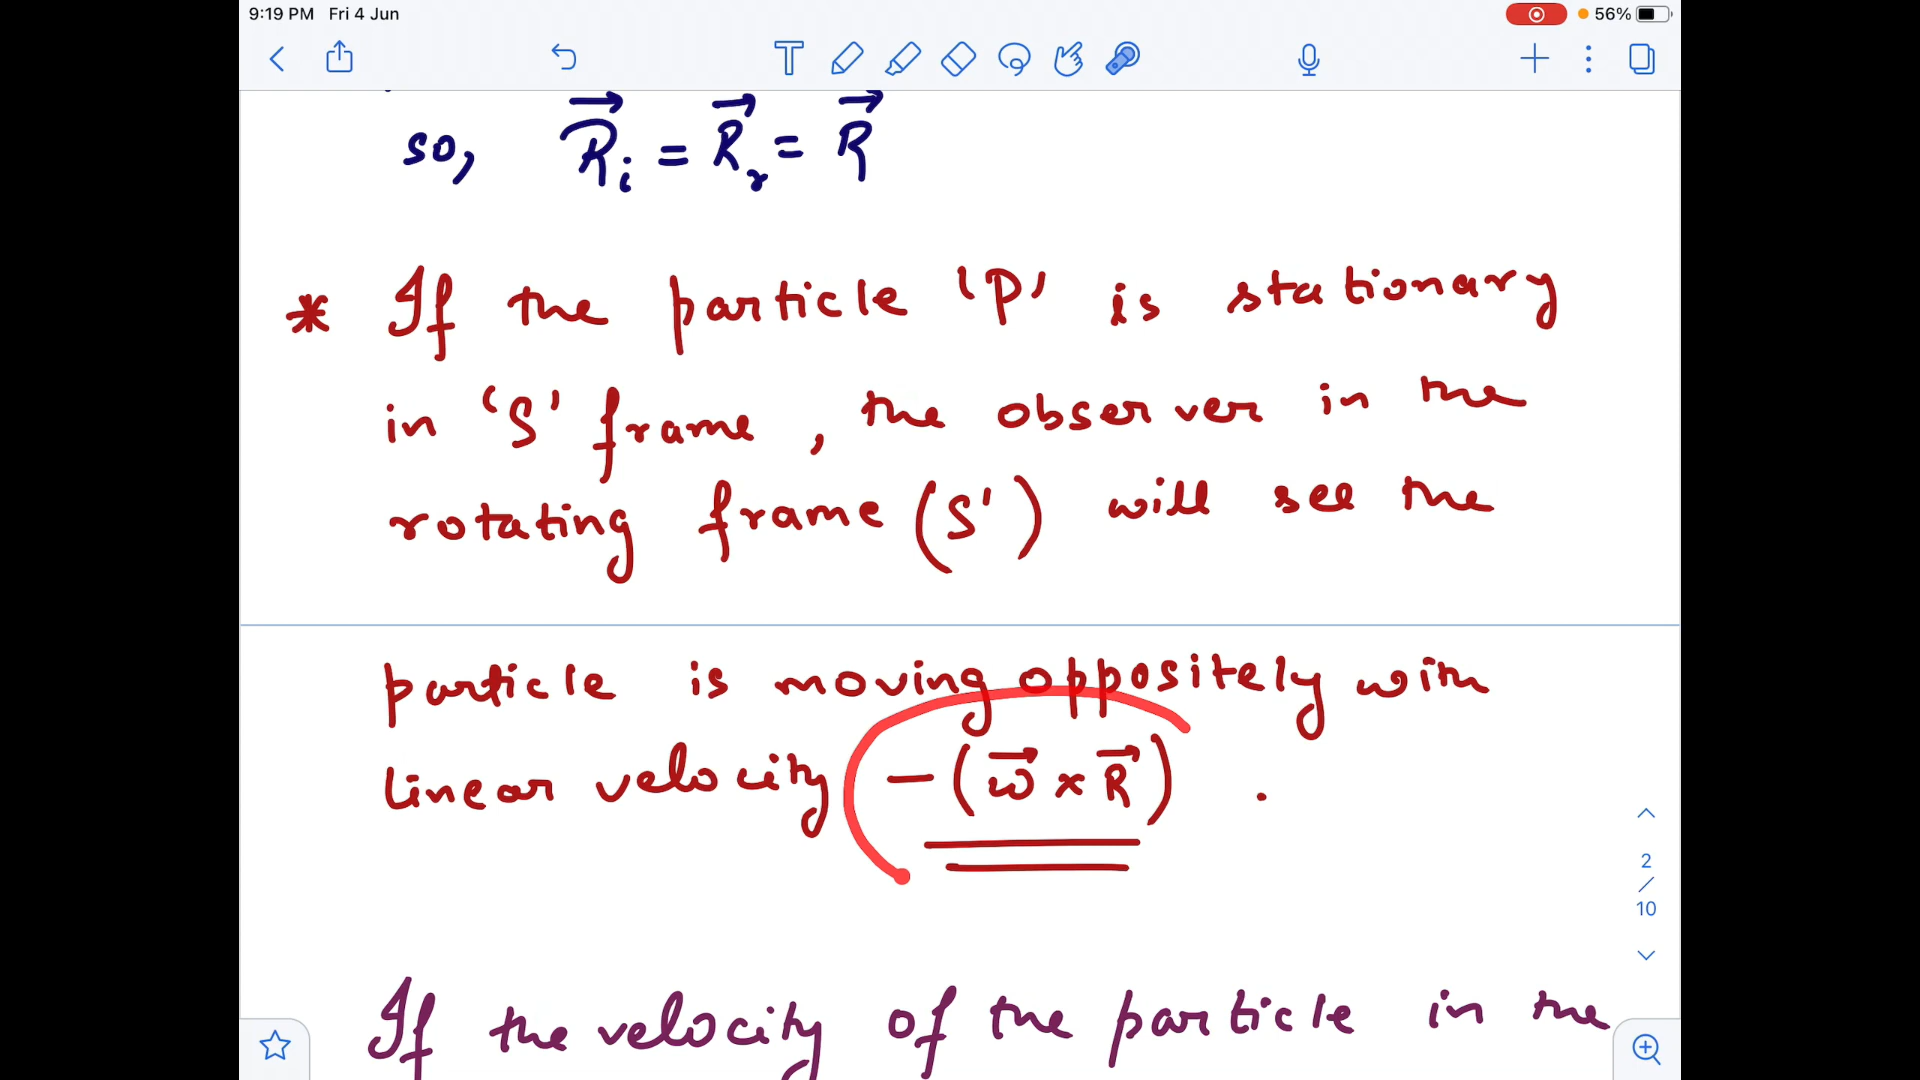 9:19 PM Fri 4 Jun 56%
so, R⃗ᵢ = R⃗ᵣ = R⃗
* If the particle 'P' is stationary
in 'S' frame, the observer in the
rotating frame (S') will see the
particle is moving oppositely with
linear velocity −(ω⃗ × R⃗) .
2
/
10
If the velocity of the particle in the